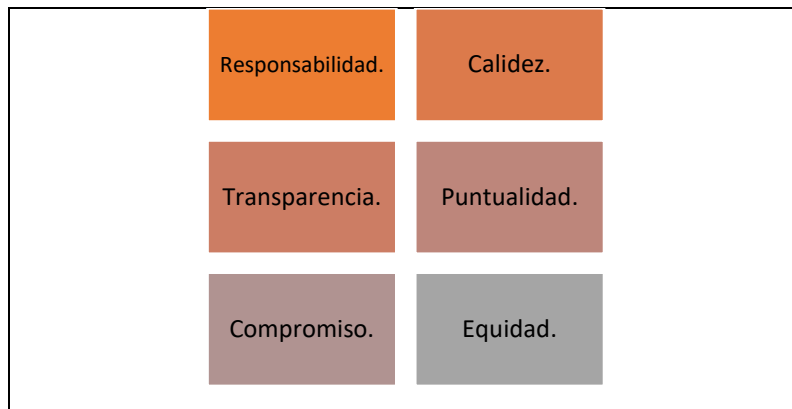 Responsabilidad.
Calidez.
Transparencia.
Puntualidad.
Compromiso.
Equidad.